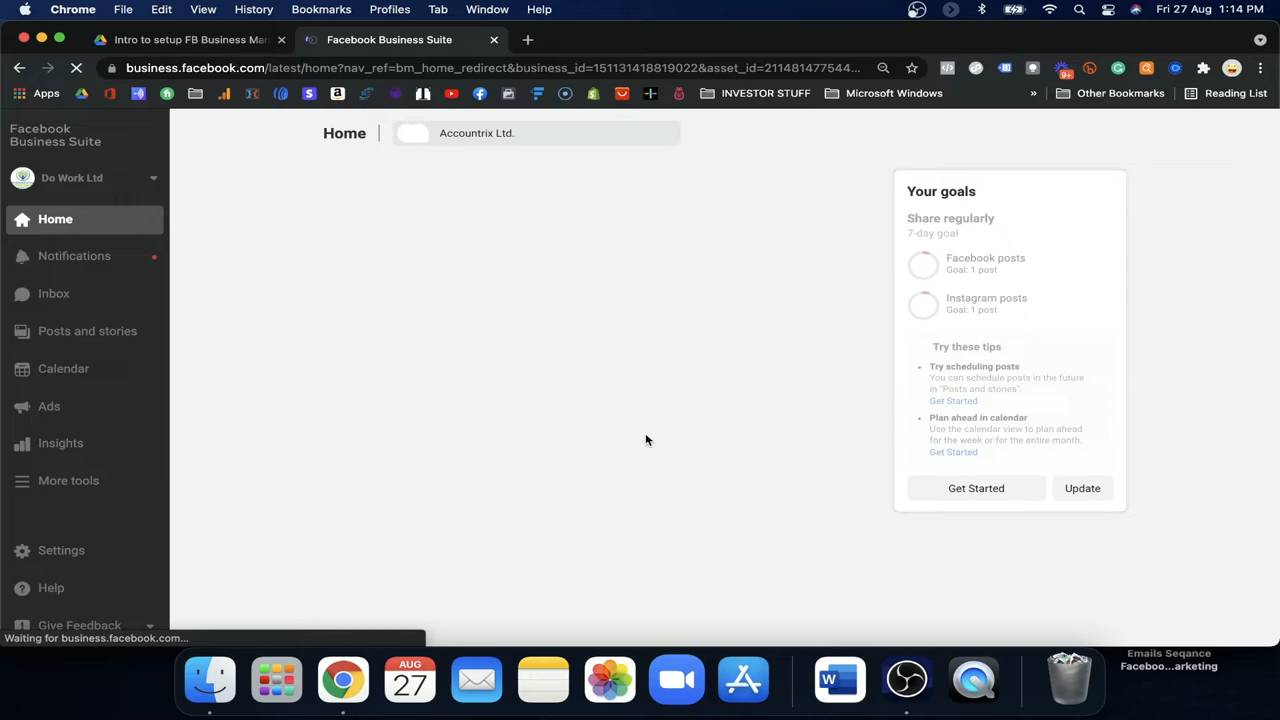 Chrome File Edit View History Bookmarks Profiles Tab Window Help Fri 27 Aug 1:14 PM
Intro to setup FB Business Mar Facebook Business Suite
business.facebook.com/latest/home?nav_ref=bm_home_redirect&business_id=151131418819022&asset_id=211481477544...
9+
Apps INVESTOR STUFF Microsoft Windows » Other Bookmarks Reading List
Facebook
Business Suite
Home Accountrix Ltd.
Do Work Ltd
Home
Notifications
Inbox
Posts and stories
Calendar
Ads
Insights
More tools
Settings
Help
Give Feedback
Your goals
Share regularly
7-day goal
Facebook posts
Goal: 1 post
Instagram posts
Goal: 1 post
Try these tips
Try scheduling posts
You can schedule posts in the future
in "Posts and stories".
Get Started
Plan ahead in calendar
Use the calendar view to plan ahead
for the week or for the entire month.
Get Started
Get Started Update
Waiting for business.facebook.com...
Emails Seqance
Faceboo...arketing
AUG
27
W